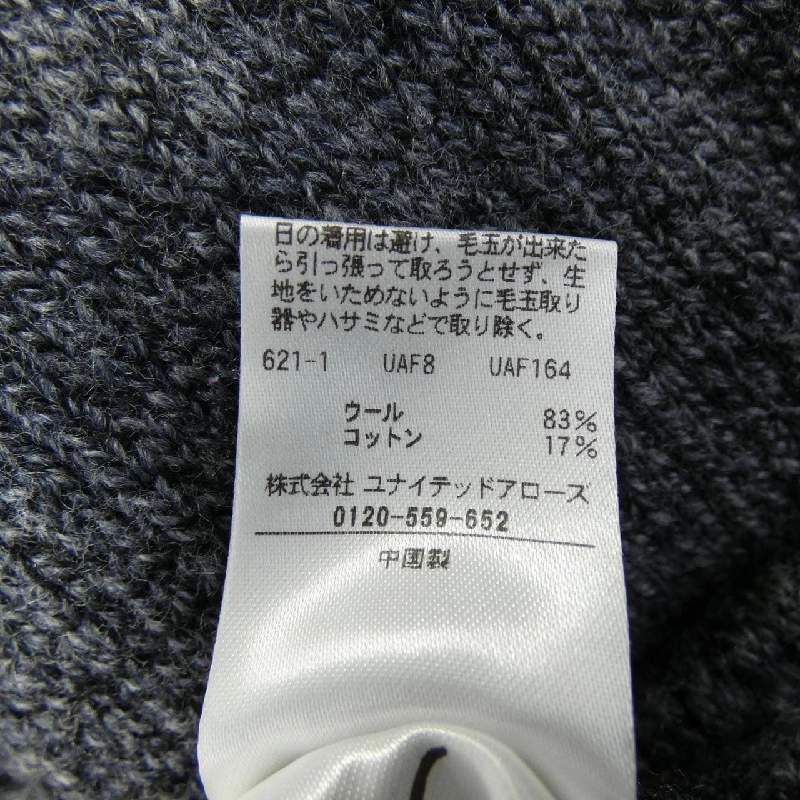 日の着用は避け、毛玉が出来た
ら引っ張って取ろうとせず、生
地をいためないように毛玉取り
器やハサミなどで取り除く。
621-1 UAF8 UAF164
ウール 83%
コットン 17%
株式会社 ユナイテッドアローズ
0120-559-652
中国製